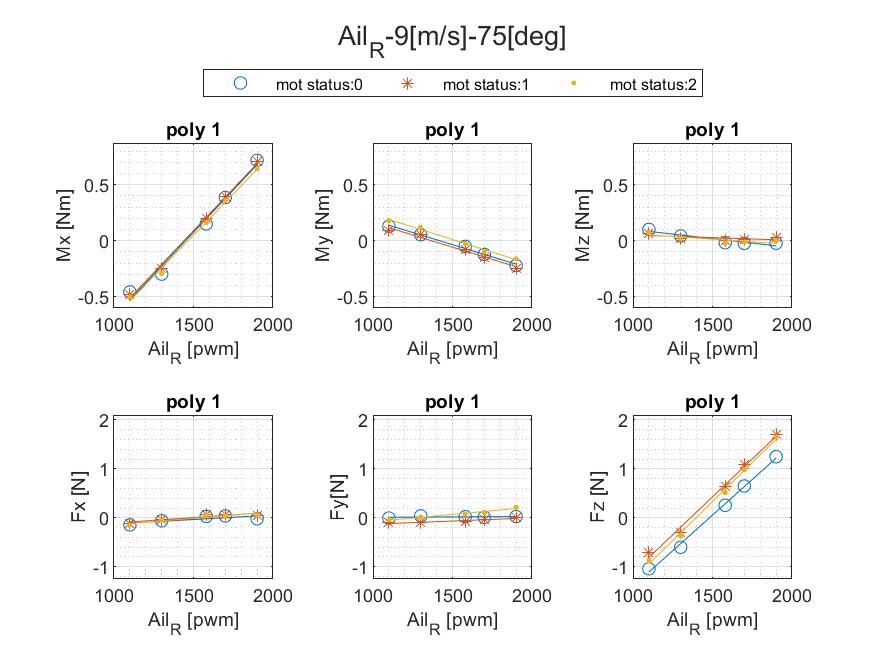 Ail_R-9[m/s]-75[deg]
mot status:0 mot status:1 mot status:2
poly 1 poly 1 poly 1
Mx [Nm] 0.5 0 -0.5
My [Nm] 0.5 0 -0.5
Mz [Nm] 0.5 0 -0.5
1000 1500 2000 1000 1500 2000 1000 1500 2000
Ail_R [pwm] Ail_R [pwm] Ail_R [pwm]
poly 1 poly 1 poly 1
Fx [N] 2 1 0 -1
Fy[N] 2 1 0 -1
Fz [N] 2 1 0 -1
1000 1500 2000 1000 1500 2000 1000 1500 2000
Ail_R [pwm] Ail_R [pwm] Ail_R [pwm]